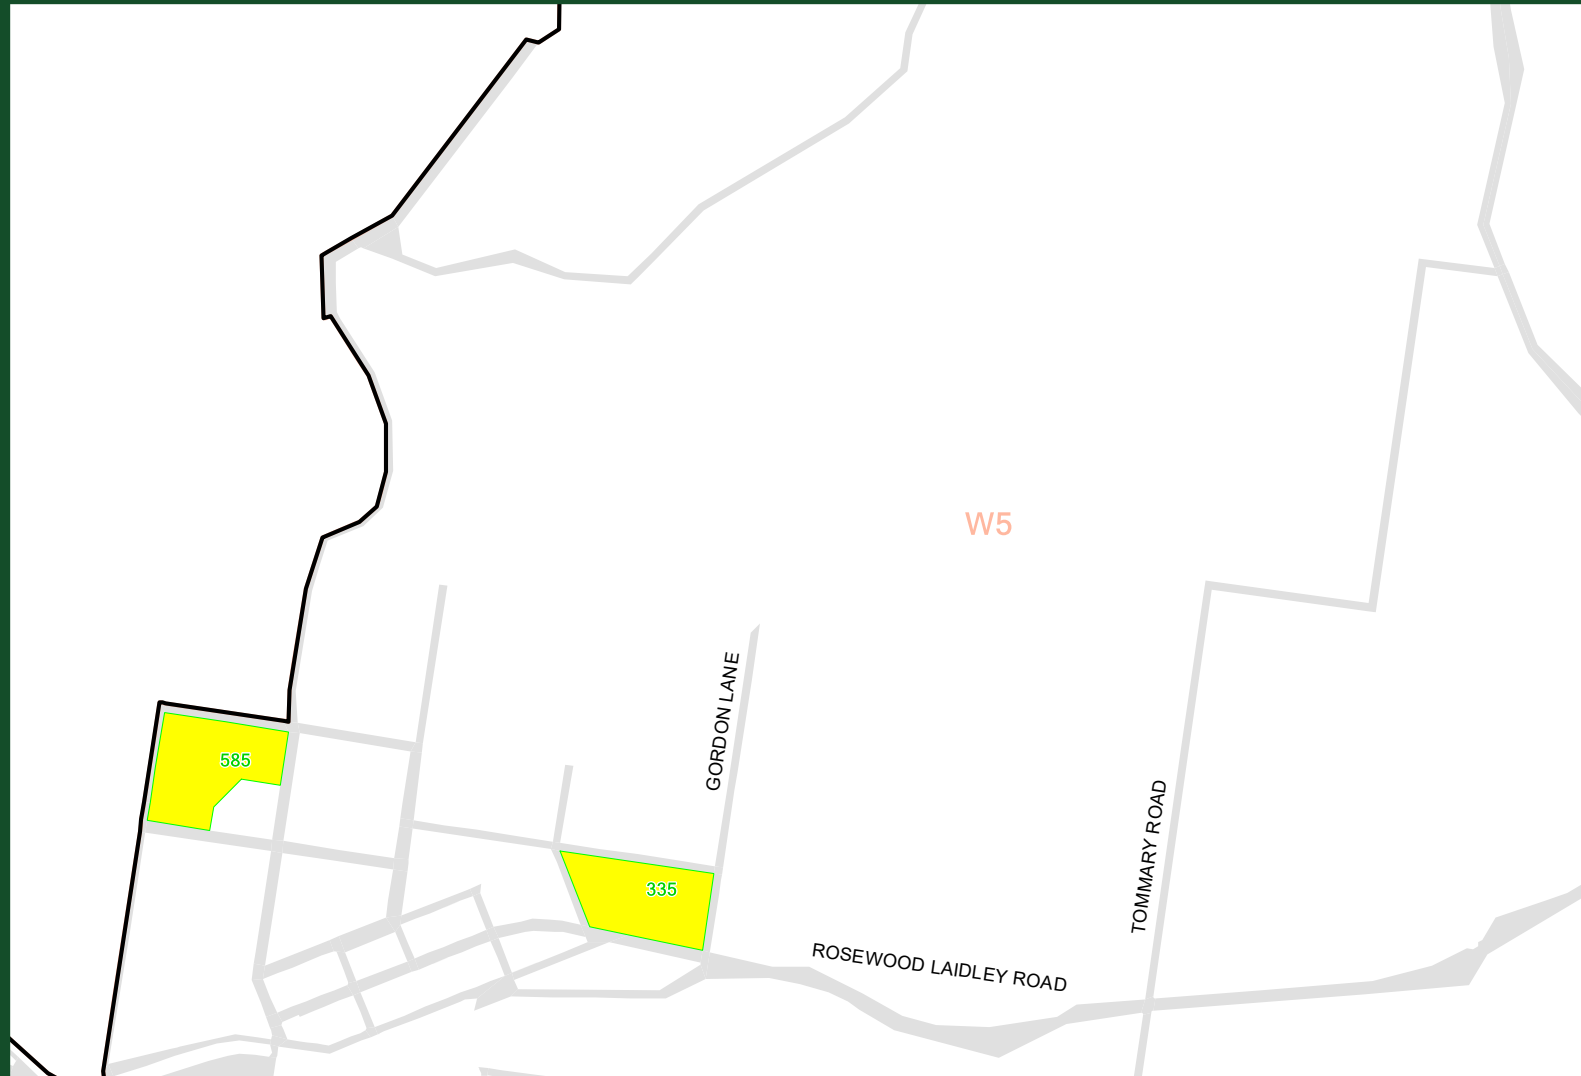 W5
GORDON LANE
585
TOMMARY ROAD
335
ROSEWOOD LAIDLEY ROAD